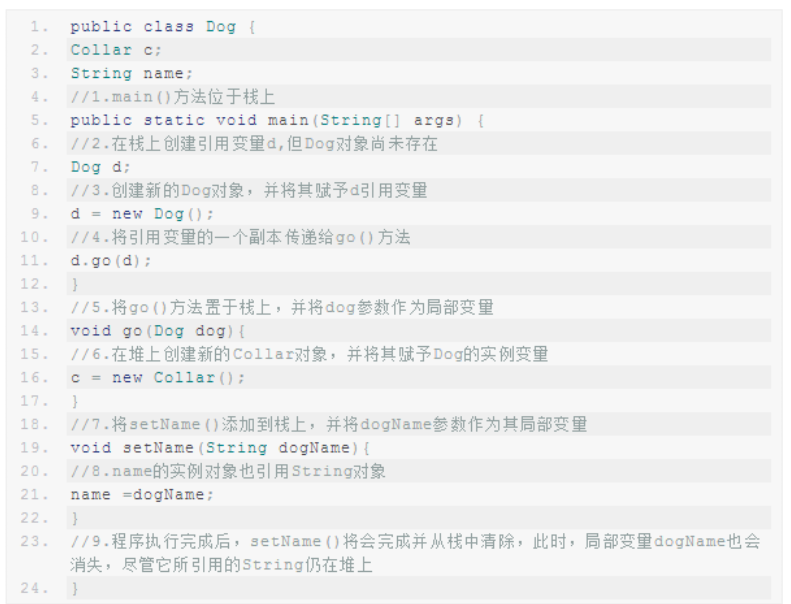 1. public class Dog {
2. Collar c;
3. String name;
4. //1.main()方法位于栈上
5. public static void main(String[] args) {
6. //2.在栈上创建引用变量d,但Dog对象尚未存在
7. Dog d;
8. //3.创建新的Dog对象，并将其赋予d引用变量
9. d = new Dog();
10. //4.将引用变量的一个副本传递给go()方法
11. d.go(d);
12. }
13. //5.将go()方法置于栈上，并将dog参数作为局部变量
14. void go(Dog dog){
15. //6.在堆上创建新的Collar对象，并将其赋予Dog的实例变量
16. c = new Collar();
17. }
18. //7.将setName()添加到栈上，并将dogName参数作为其局部变量
19. void setName(String dogName){
20. //8.name的实例对象也引用String对象
21. name =dogName;
22. }
23. //9.程序执行完成后，setName()将会完成并从栈中清除，此时，局部变量dogName也会
消失，尽管它所引用的String仍在堆上
24. }